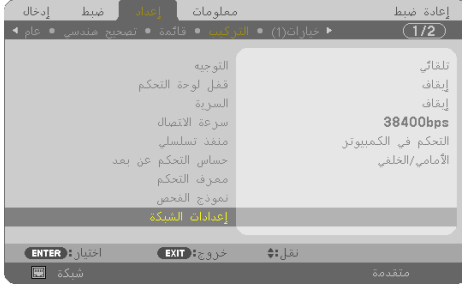 إدخال ضبط إعداد معلومات إعادة ضبط
عام • تصحيح هندسي • قائمة • التركيب • خيارات(1) (1/2)
التوجيه تلقائي
قفل لوحة التحكم إيقاف
السرية إيقاف
سرعة الاتصال 38400bps
منفذ تسلسلي التحكم في الكمبيوتر
حساس التحكم عن بعد الأمامي/الخلفي
معرف التحكم
نموذج الفحص
إعدادات الشبكة
ENTER: اختيار EXIT: خروج نقل:
شبكة متقدمة